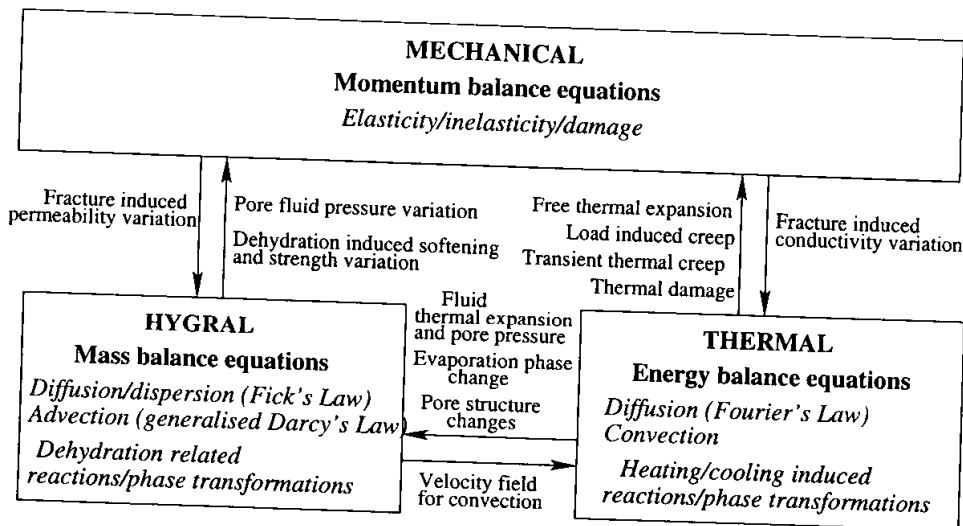 MECHANICAL
Momentum balance equations
Elasticity/inelasticity/damage
Fracture induced
permeability variation
Pore fluid pressure variation
Dehydration induced softening
and strength variation
Free thermal expansion
Load induced creep
Transient thermal creep
Thermal damage
Fracture induced
conductivity variation
HYGRAL
Mass balance equations
Diffusion/dispersion (Fick's Law)
Advection (generalised Darcy's Law)
Dehydration related
reactions/phase transformations
Fluid
thermal expansion
and pore pressure
Evaporation phase
change
Pore structure
changes
Velocity field
for convection
THERMAL
Energy balance equations
Diffusion (Fourier's Law)
Convection
Heating/cooling induced
reactions/phase transformations